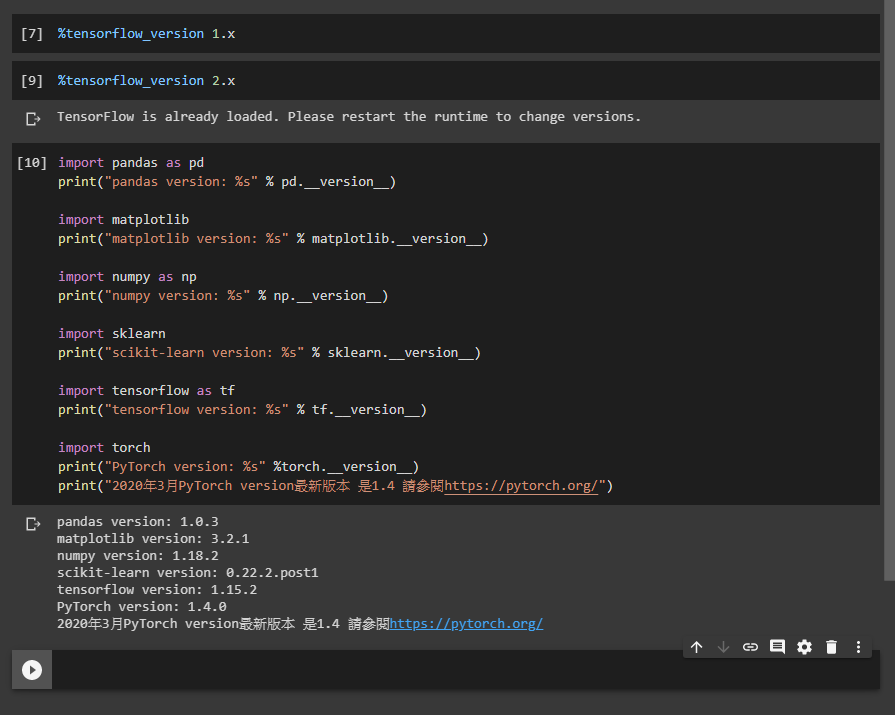 [7] %tensorflow_version 1.x
[9] %tensorflow_version 2.x
TensorFlow is already loaded. Please restart the runtime to change versions.
[10] import pandas as pd
print("pandas version: %s" % pd.__version__)
import matplotlib
print("matplotlib version: %s" % matplotlib.__version__)
import numpy as np
print("numpy version: %s" % np.__version__)
import sklearn
print("scikit-learn version: %s" % sklearn.__version__)
import tensorflow as tf
print("tensorflow version: %s" % tf.__version__)
import torch
print("PyTorch version: %s" %torch.__version__)
print("2020年3月PyTorch version最新版本 是1.4 請參閱https://pytorch.org/")
pandas version: 1.0.3
matplotlib version: 3.2.1
numpy version: 1.18.2
scikit-learn version: 0.22.2.post1
tensorflow version: 1.15.2
PyTorch version: 1.4.0
2020年3月PyTorch version最新版本 是1.4 請參閱https://pytorch.org/